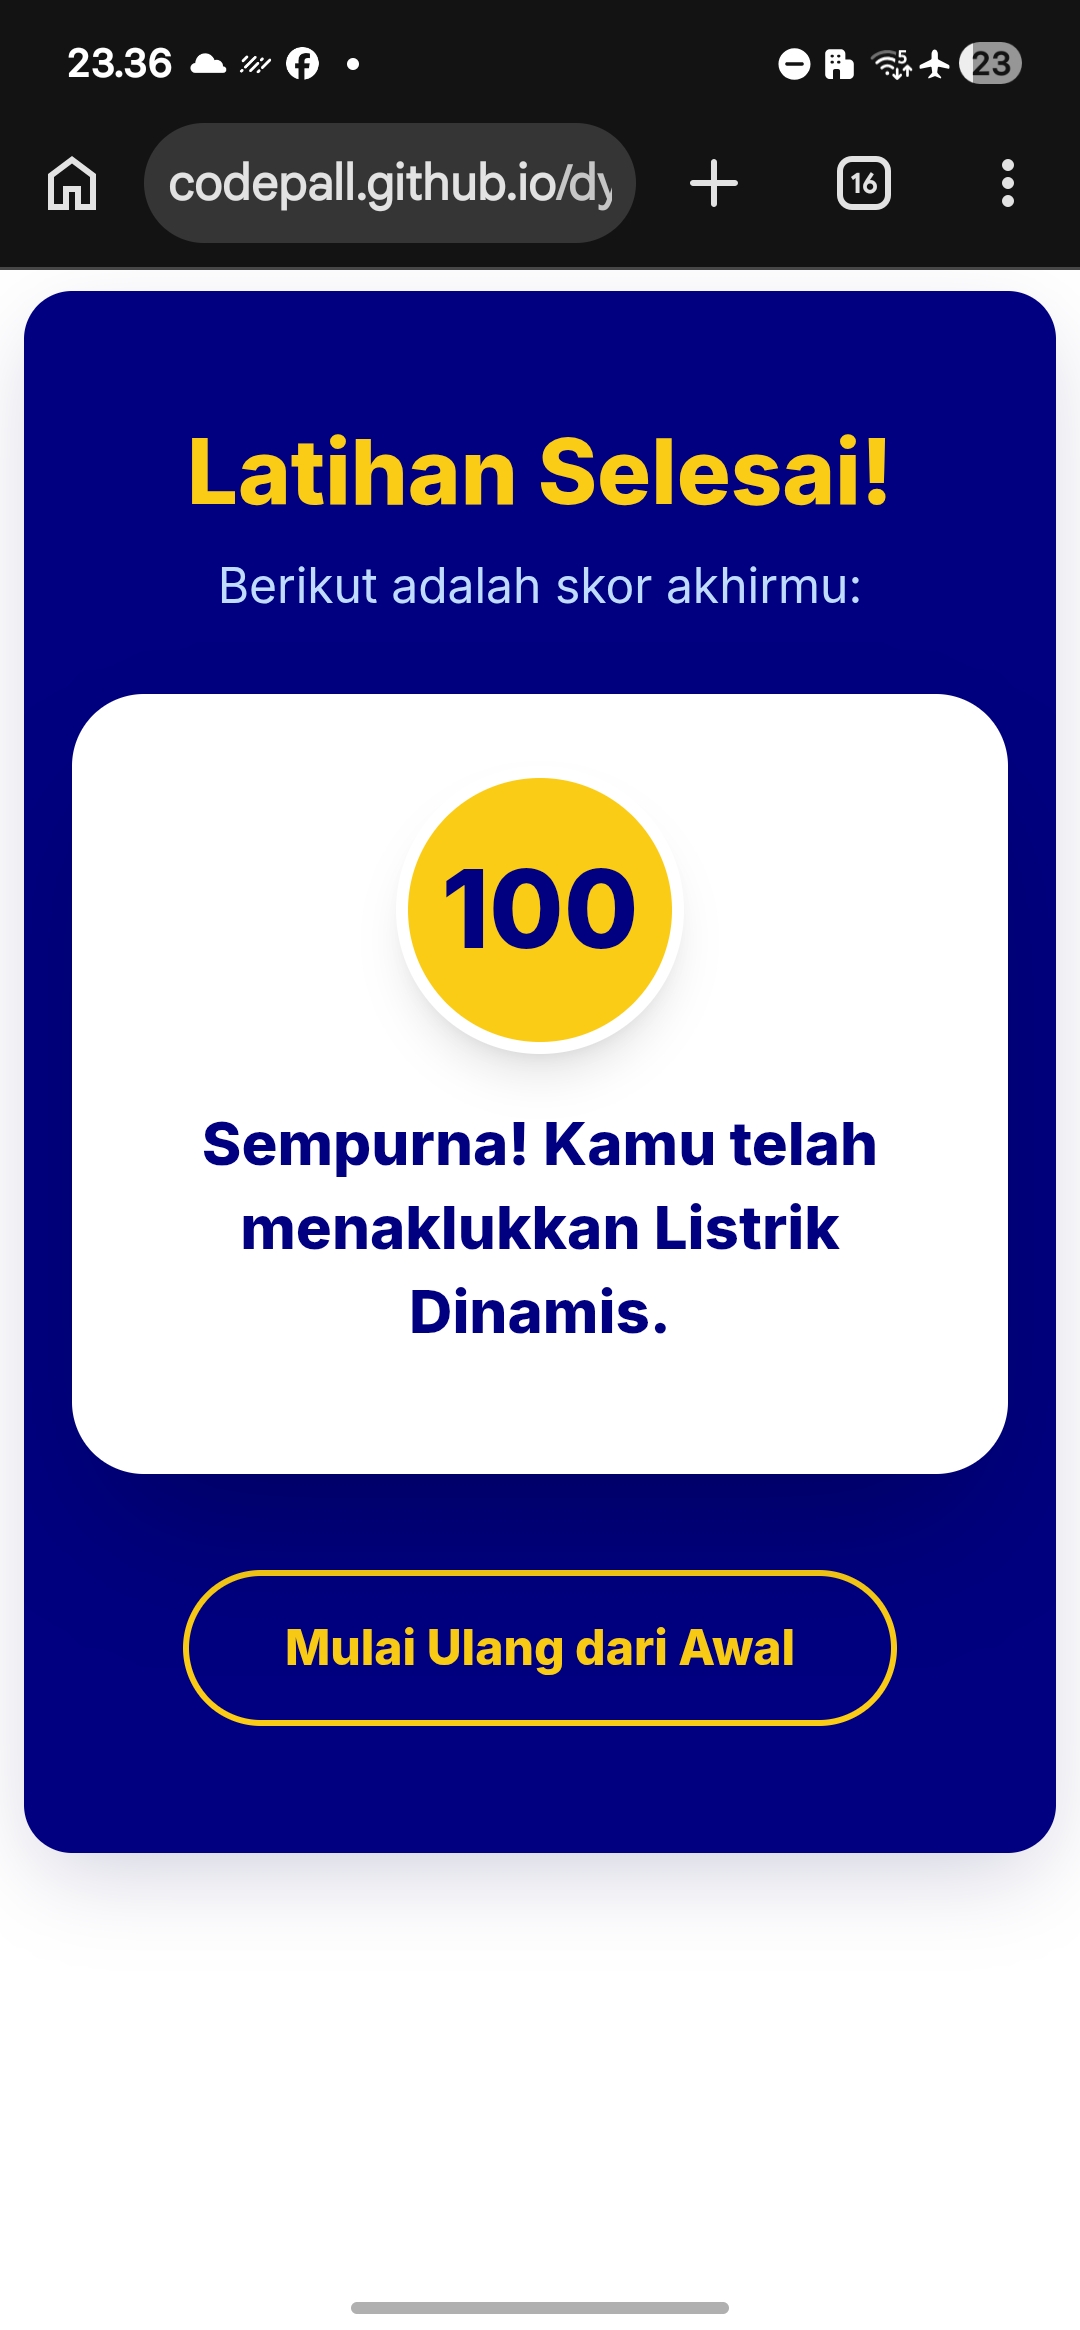 23.36
5
23
codepall.github.io/dy
16
Latihan Selesai!
Berikut adalah skor akhirmu:
100
Sempurna! Kamu telah
menaklukkan Listrik
Dinamis.
Mulai Ulang dari Awal